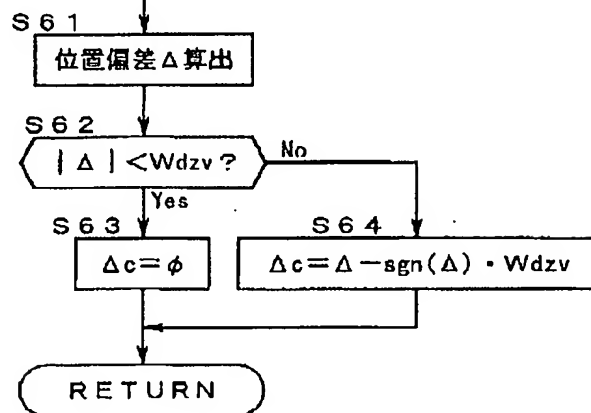 S61
位置偏差Δ算出
S62
|Δ|<Wdzv?
No
Yes
S63
S64
Δc=φ
Δc=Δ-sgn(Δ)・Wdzv
RETURN